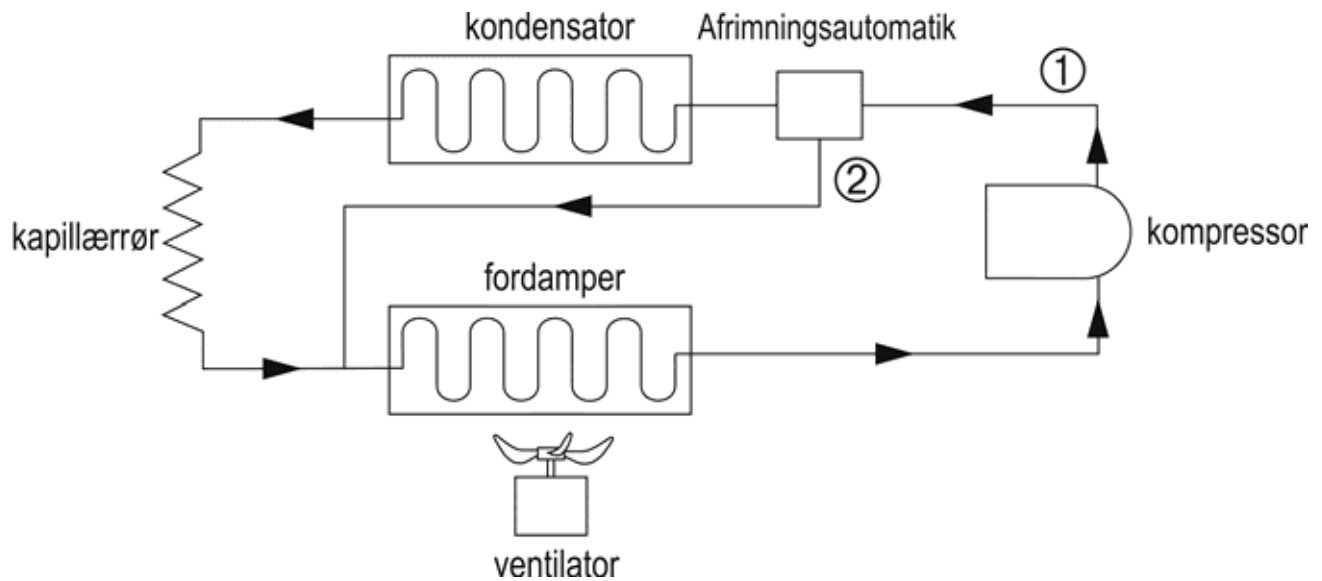 kondensator
Afrimningsautomatik
①
②
kapillærrør
kompressor
fordamper
ventilator